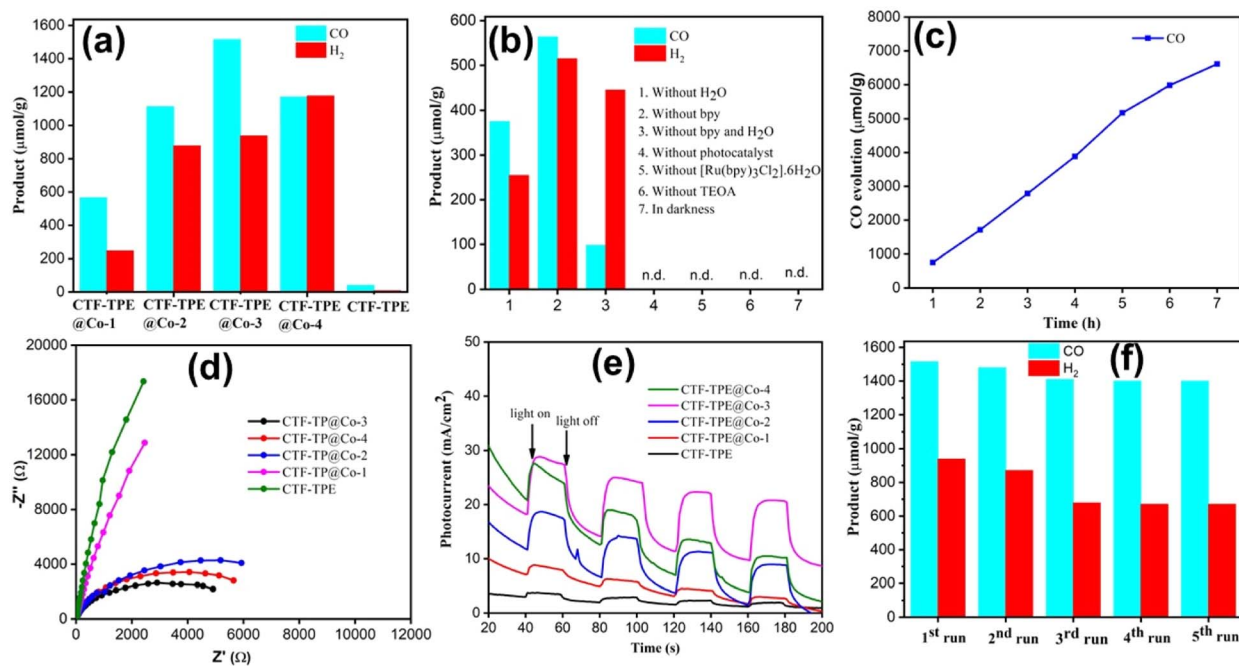 (a)
CO
H2
1600
1400
1200
1000
800
600
400
200
0
Product (μmol/g)
CTF-TPE @Co-1
CTF-TPE @Co-2
CTF-TPE @Co-3
CTF-TPE @Co-4
CTF-TPE
(b)
CO
H2
600
500
400
300
200
100
0
Product (μmol/g)
1. Without H2O
2. Without bpy
3. Without bpy and H2O
4. Without photocatalyst
5. Without [Ru(bpy)3Cl2].6H2O
6. Without TEOA
7. In darkness
n.d. n.d. n.d. n.d.
1 2 3 4 5 6 7
(c)
CO
8000
7000
6000
5000
4000
3000
2000
1000
0
CO evolution (μmol/g)
1 2 3 4 5 6 7
Time (h)
(d)
20000
16000
12000
8000
4000
0
-Z'' (Ω)
CTF-TP@Co-3
CTF-TP@Co-4
CTF-TP@Co-2
CTF-TP@Co-1
CTF-TPE
0 2000 4000 6000 8000 10000 12000
Z' (Ω)
(e)
50
40
30
20
10
0
Photocurrent (mA/cm2)
light on
light off
CTF-TPE@Co-4
CTF-TPE@Co-3
CTF-TPE@Co-2
CTF-TPE@Co-1
CTF-TPE
20 40 60 80 100 120 140 160 180 200
Time (s)
(f)
CO
H2
1600
1400
1200
1000
800
600
400
200
0
Product (μmol/g)
1st run 2nd run 3rd run 4th run 5th run